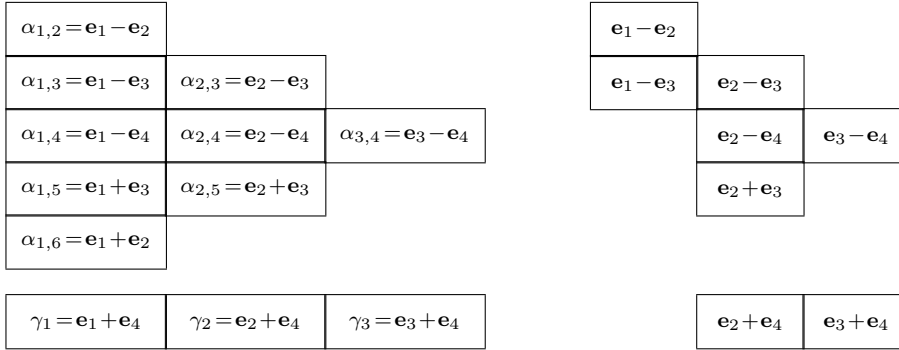 α₁,₂ = e₁ − e₂ e₁ − e₂
α₁,₃ = e₁ − e₃ α₂,₃ = e₂ − e₃ e₁ − e₃ e₂ − e₃
α₁,₄ = e₁ − e₄ α₂,₄ = e₂ − e₄ α₃,₄ = e₃ − e₄ e₂ − e₄ e₃ − e₄
α₁,₅ = e₁ + e₃ α₂,₅ = e₂ + e₃ e₂ + e₃
α₁,₆ = e₁ + e₂
γ₁ = e₁ + e₄ γ₂ = e₂ + e₄ γ₃ = e₃ + e₄ e₂ + e₄ e₃ + e₄